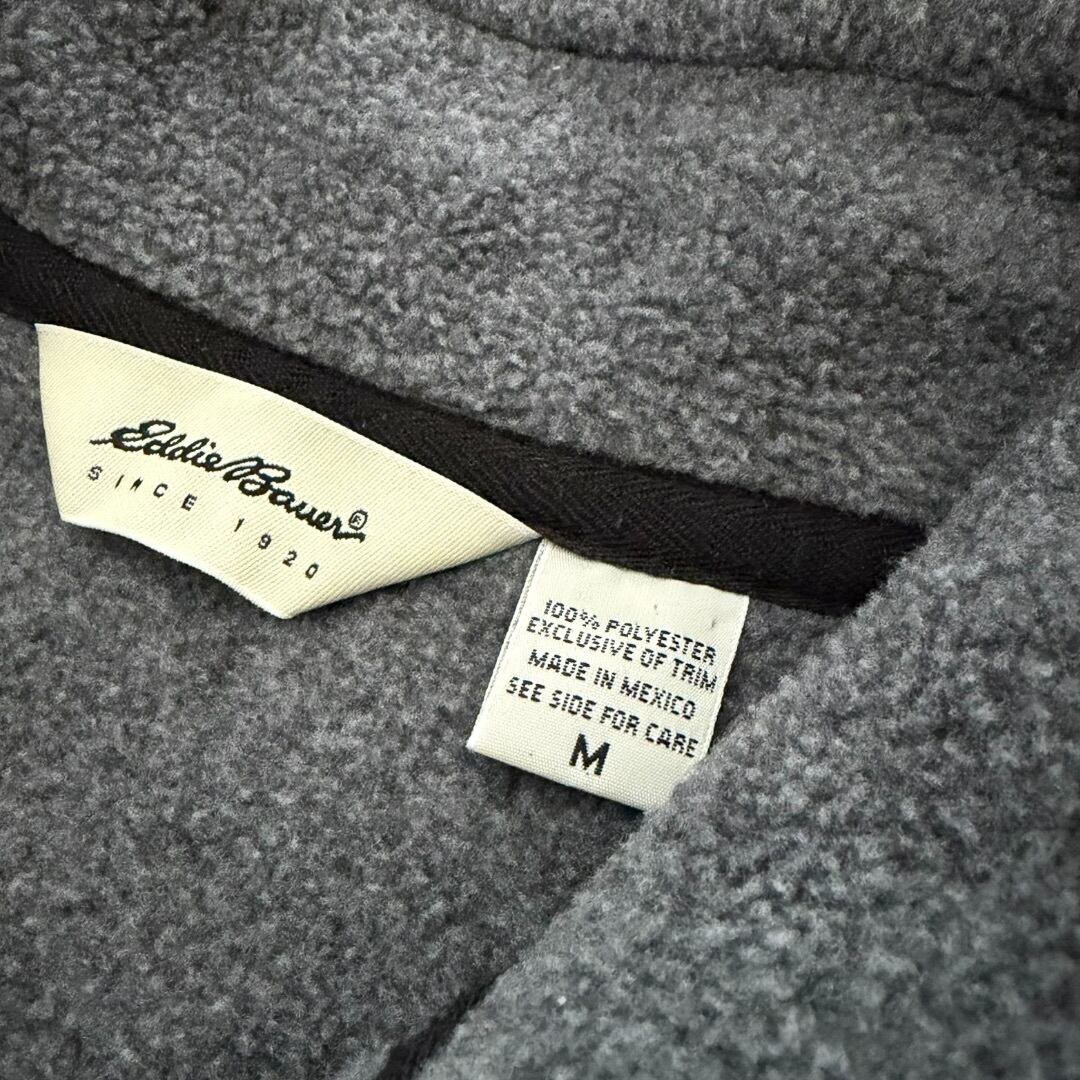 Eddie Bauer®
SINCE 1920
100% POLYESTER
EXCLUSIVE OF TRIM
MADE IN MEXICO
SEE SIDE FOR CARE
M